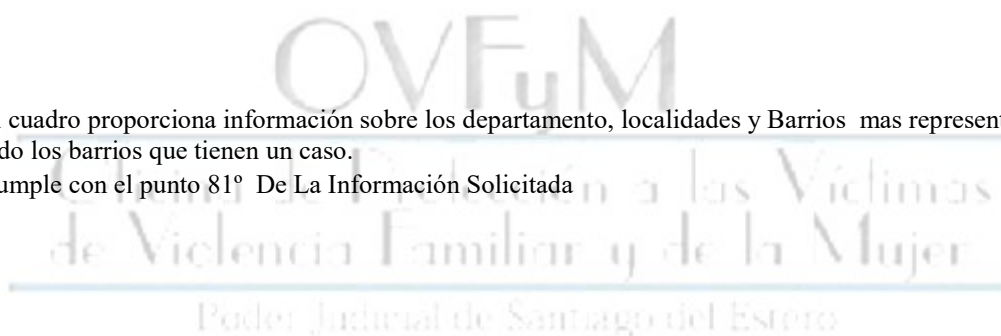 OVFyM
cuadro proporciona información sobre los departamento, localidades y Barrios mas represent
do los barrios que tienen un caso.
umple con el punto 81º De La Información Solicitada
Oficina de Protección a las Víctimas
de Violencia Familiar y de la Mujer
Poder Judicial de Santiago del Estero